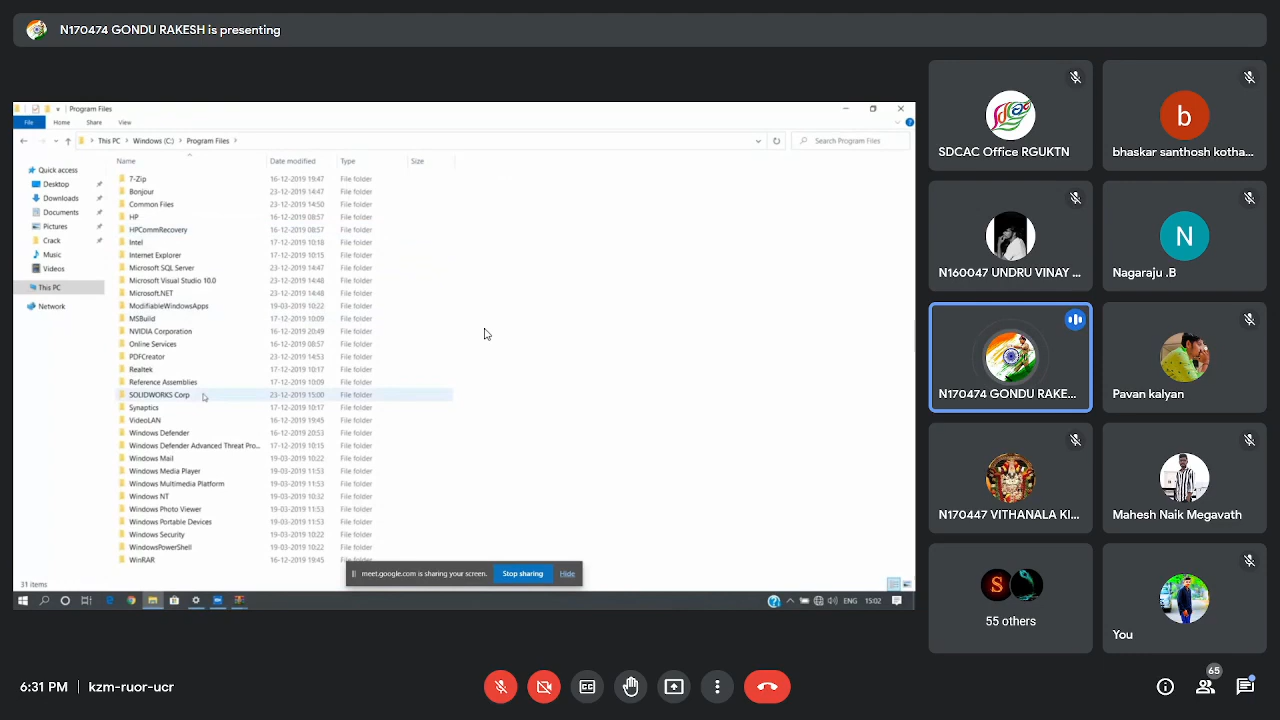 N170474 GONDU RAKESH is presenting
Program Files
File Home Share View
This PC Windows (C:) Program Files
Search Program Files
Name Date modified Type Size
Quick access
Desktop
Downloads
Documents
Pictures
Crack
Music
Videos
This PC
Network
7-Zip 16-12-2019 19:47 File folder
Bonjour 23-12-2019 14:47 File folder
Common Files 23-12-2019 14:50 File folder
HP 16-12-2019 08:57 File folder
HPCommRecovery 16-12-2019 08:57 File folder
Intel 17-12-2019 10:18 File folder
Internet Explorer 17-12-2019 10:15 File folder
Microsoft SQL Server 23-12-2019 14:47 File folder
Microsoft Visual Studio 10.0 23-12-2019 14:48 File folder
Microsoft.NET 23-12-2019 14:48 File folder
ModifiableWindowsApps 19-03-2019 10:22 File folder
MSBuild 17-12-2019 10:09 File folder
NVIDIA Corporation 16-12-2019 20:49 File folder
Online Services 16-12-2019 08:57 File folder
PDFCreator 23-12-2019 14:53 File folder
Realtek 17-12-2019 10:17 File folder
Reference Assemblies 17-12-2019 10:09 File folder
SOLIDWORKS Corp 23-12-2019 15:00 File folder
Synaptics 17-12-2019 10:17 File folder
VideoLAN 16-12-2019 19:45 File folder
Windows Defender 16-12-2019 20:53 File folder
Windows Defender Advanced Threat Pro... 17-12-2019 10:15 File folder
Windows Mail 19-03-2019 10:22 File folder
Windows Media Player 19-03-2019 11:53 File folder
Windows Multimedia Platform 19-03-2019 11:53 File folder
Windows NT 19-03-2019 10:32 File folder
Windows Photo Viewer 19-03-2019 11:53 File folder
Windows Portable Devices 19-03-2019 11:53 File folder
Windows Security 19-03-2019 10:22 File folder
WindowsPowerShell 19-03-2019 10:22 File folder
WinRAR 16-12-2019 19:45 File folder
31 items
meet.google.com is sharing your screen. Stop sharing Hide
ENG 15:02
SDCAC Office RGUKTN
b
bhaskar santhosh ba...
N160047 UNDRU VINAY ...
N
Nagaraju .B
N170474 GONDU RAKE...
Pavan kalyan
N170447 VITHANALA KI...
Mahesh Naik Megavath
S
55 others
You
6:31 PM | kzm-ruor-ucr
65